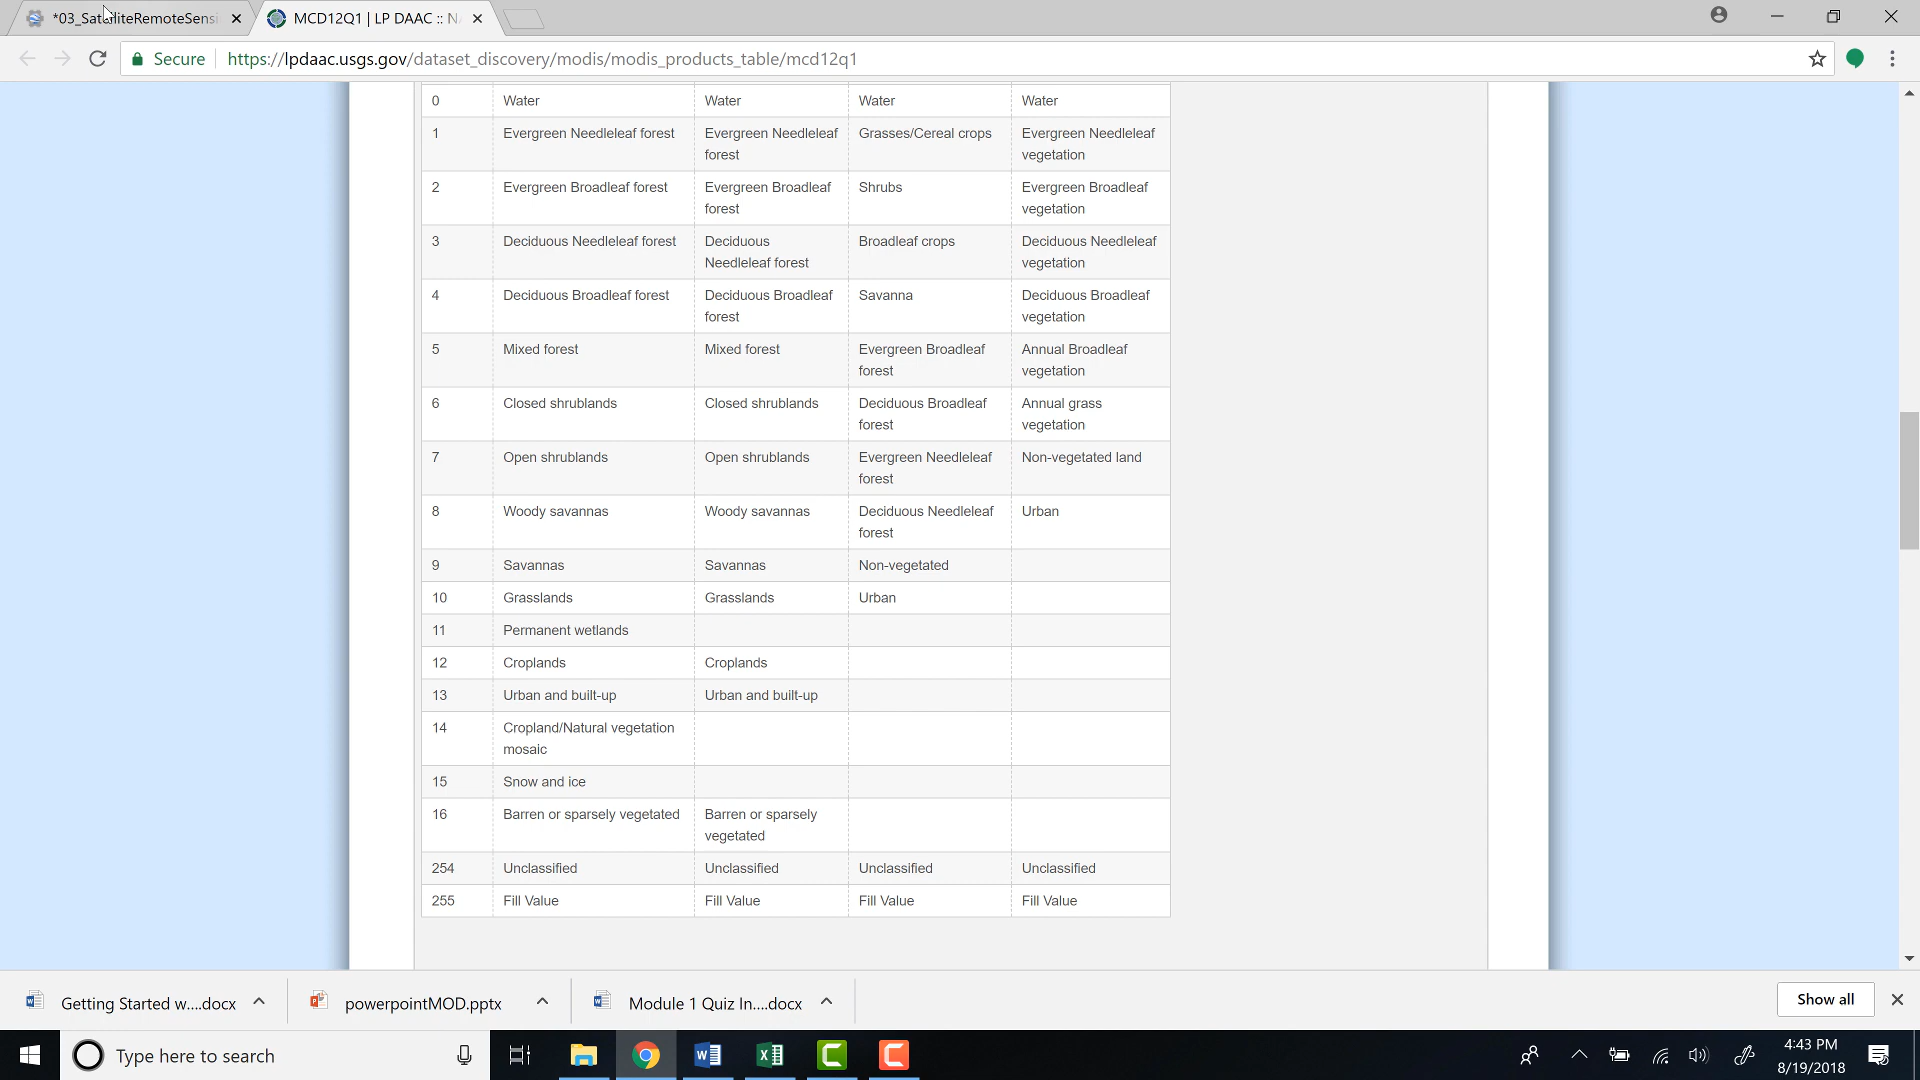 *03_SatelliteRemoteSensi
MCD12Q1 | LP DAAC :: N
Secure https://lpdaac.usgs.gov/dataset_discovery/modis/modis_products_table/mcd12q1
0 Water Water Water Water
1 Evergreen Needleleaf forest Evergreen Needleleaf Grasses/Cereal crops Evergreen Needleleaf
forest vegetation
2 Evergreen Broadleaf forest Evergreen Broadleaf Shrubs Evergreen Broadleaf
forest vegetation
3 Deciduous Needleleaf forest Deciduous Broadleaf crops Deciduous Needleleaf
Needleleaf forest vegetation
4 Deciduous Broadleaf forest Deciduous Broadleaf Savanna Deciduous Broadleaf
forest vegetation
5 Mixed forest Mixed forest Evergreen Broadleaf Annual Broadleaf
forest vegetation
6 Closed shrublands Closed shrublands Deciduous Broadleaf Annual grass
forest vegetation
7 Open shrublands Open shrublands Evergreen Needleleaf Non-vegetated land
forest
8 Woody savannas Woody savannas Deciduous Needleleaf Urban
forest
9 Savannas Savannas Non-vegetated
10 Grasslands Grasslands Urban
11 Permanent wetlands
12 Croplands Croplands
13 Urban and built-up Urban and built-up
14 Cropland/Natural vegetation
mosaic
15 Snow and ice
16 Barren or sparsely vegetated Barren or sparsely
vegetated
254 Unclassified Unclassified Unclassified Unclassified
255 Fill Value Fill Value Fill Value Fill Value
Getting Started w....docx powerpointMOD.pptx Module 1 Quiz In....docx Show all
Type here to search
4:43 PM
8/19/2018